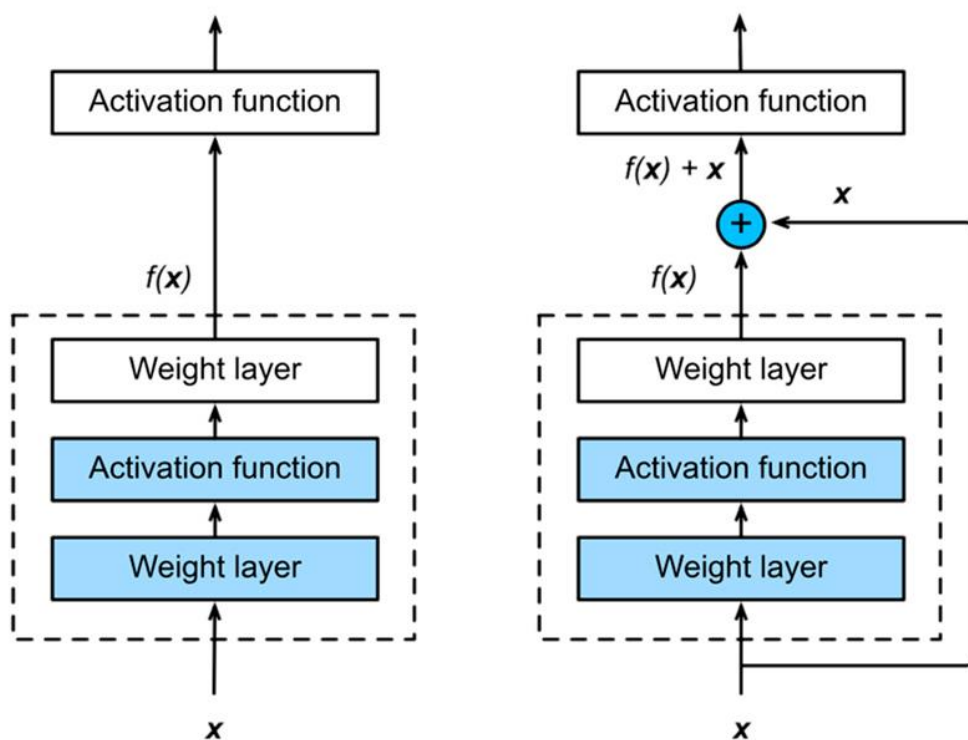 Activation function
f(x)
Weight layer
Activation function
Weight layer
x
Activation function
f(x) + x
x
+
f(x)
Weight layer
Activation function
Weight layer
x